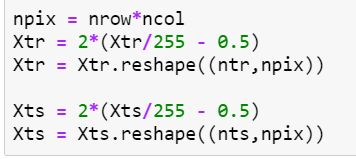 npix = nrow*ncol
Xtr = 2*(Xtr/255 - 0.5)
Xtr = Xtr.reshape((ntr,npix))
Xts = 2*(Xts/255 - 0.5)
Xts = Xts.reshape((nts,npix))